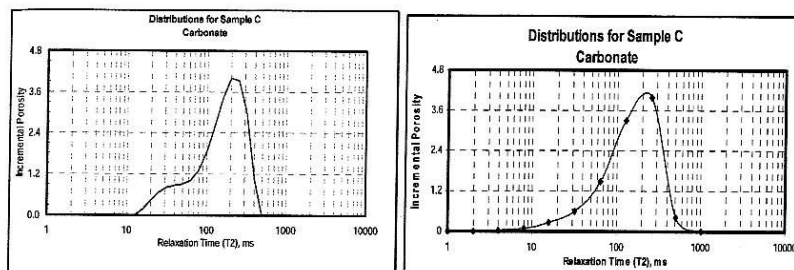 Distributions for Sample C
Carbonate
4.8
3.6
2.4
1.2
0.0
Incremental Porosity
1
10
100
1000
10000
Relaxation Time (T2), ms
Distributions for Sample C
Carbonate
4.8
3.6
2.4
1.2
0
Incremental Porosity
1
10
100
1000
10000
Relaxation Time (T2), ms